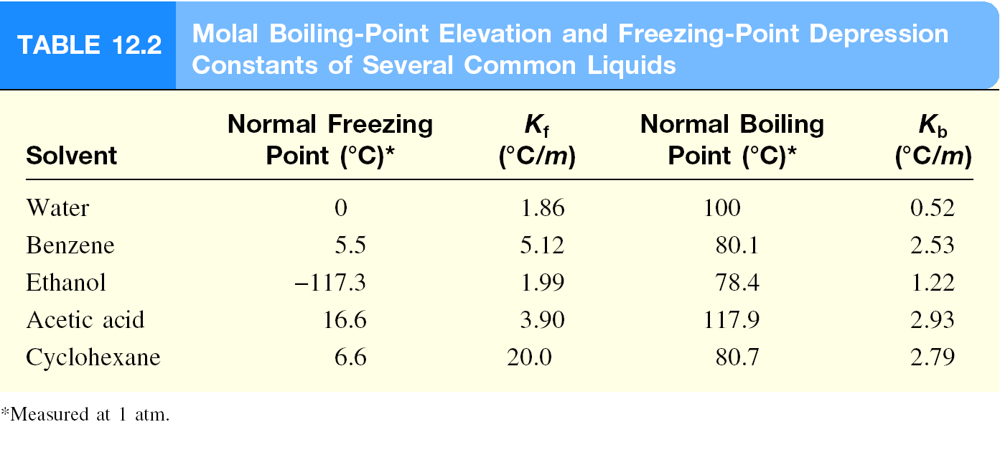 TABLE 12.2
Molal Boiling-Point Elevation and Freezing-Point Depression
Constants of Several Common Liquids
Normal Freezing Kf Normal Boiling Kb
Solvent Point (°C)* (°C/m) Point (°C)* (°C/m)
Water 0 1.86 100 0.52
Benzene 5.5 5.12 80.1 2.53
Ethanol −117.3 1.99 78.4 1.22
Acetic acid 16.6 3.90 117.9 2.93
Cyclohexane 6.6 20.0 80.7 2.79
*Measured at 1 atm.